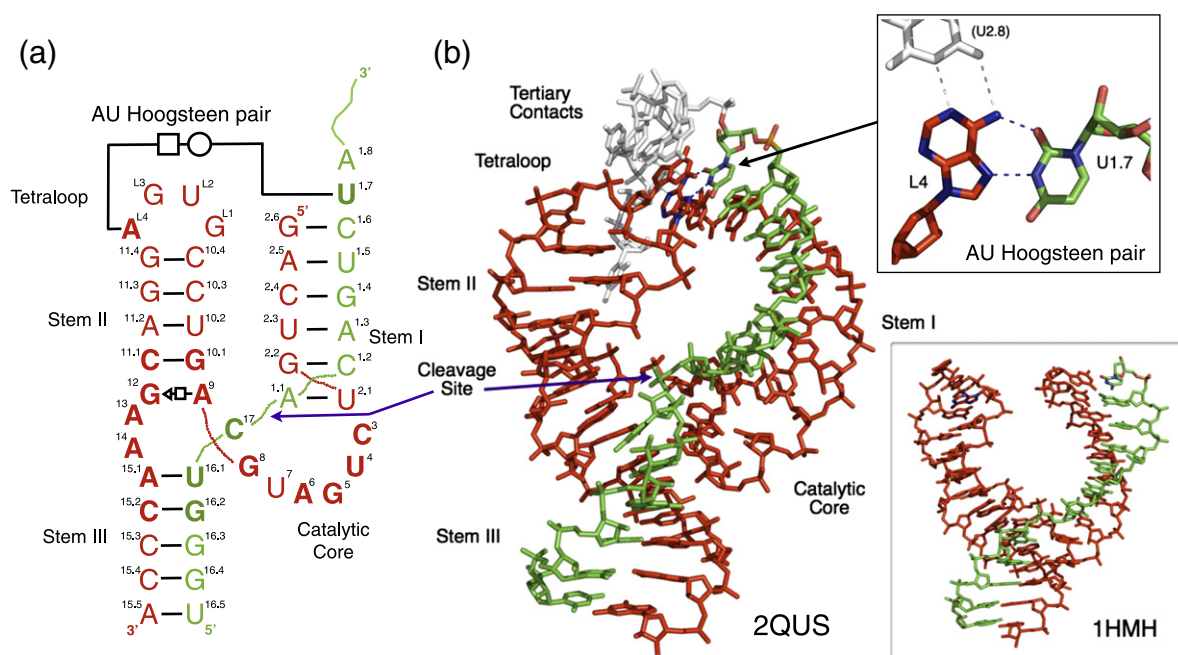 (a)
3'
AU Hoogsteen pair
A 1.8
L3 G U L2
Tetraloop
U 1.7
L4 A G L1
2.6 G 5' C 1.6
11.4 G C 10.4
2.5 A U 1.5
11.3 G C 10.3
2.4 C G 1.4
Stem II
11.2 A U 10.2
2.3 U A 1.3
Stem I
11.1 C G 10.1
2.2 G C 1.2
12 G A 9
1.1 A U 2.1
13 A
C 17
C 3
14 A
G 8
U 4
15.1 A U 16.1
U 7 A 6 G 5
15.2 C G 16.2
Catalytic
Core
Stem III
15.3 C G 16.3
15.4 C G 16.4
15.5 A U 16.5
3' 5'
(b)
Tertiary
Contacts
Tetraloop
Stem II
Cleavage
Site
Stem I
Catalytic
Core
Stem III
2QUS
(U2.8)
L4
U1.7
AU Hoogsteen pair
1HMH